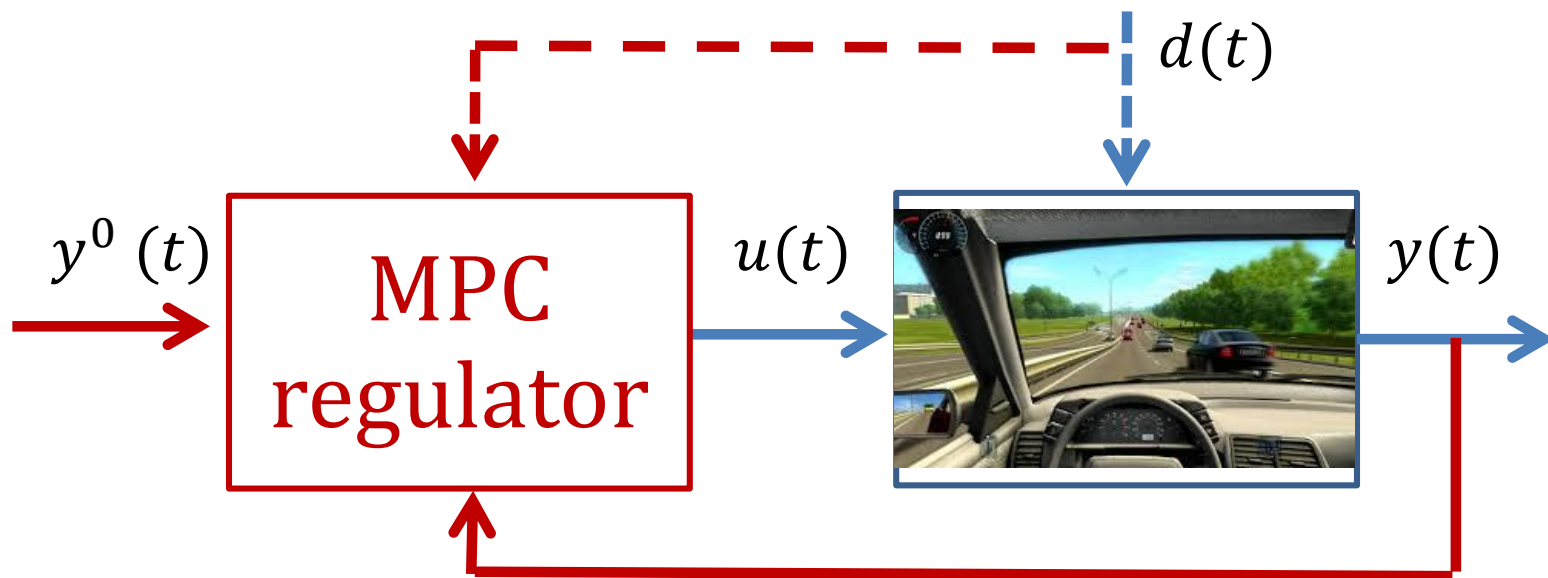 d(t)
y⁰ (t)
MPC
regulator
u(t)
y(t)